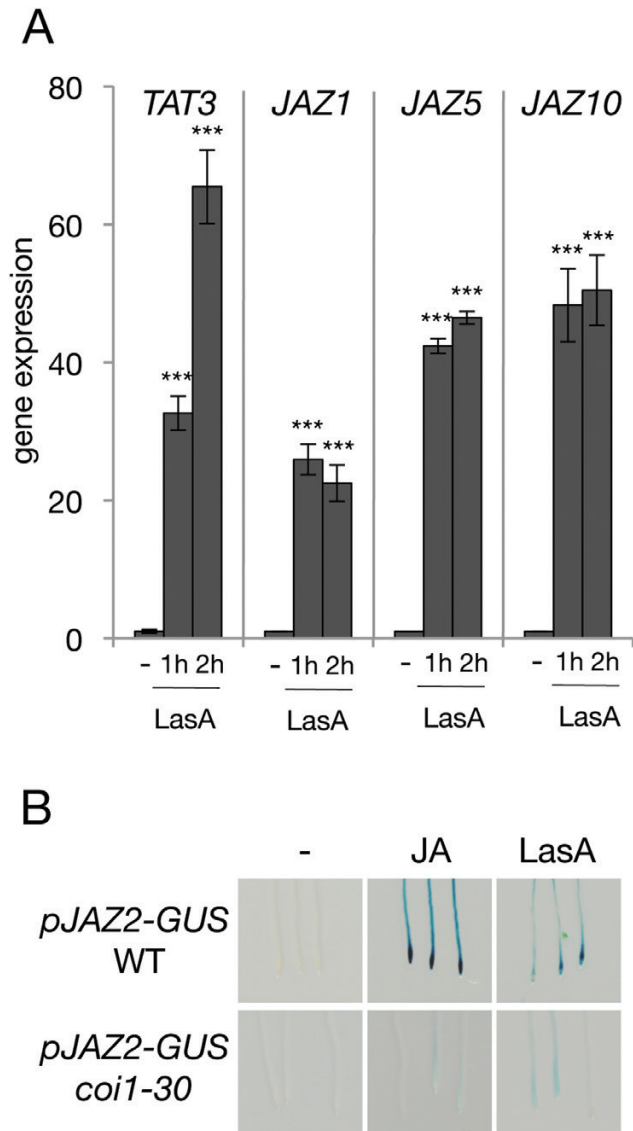 A
80
TAT3 JAZ1 JAZ5 JAZ10
*** *** *** *** *** *** *** ***
60
40
20
0
gene expression
- 1h 2h - 1h 2h - 1h 2h - 1h 2h
LasA LasA LasA LasA
B
- JA LasA
pJAZ2-GUS
WT
pJAZ2-GUS
coi1-30